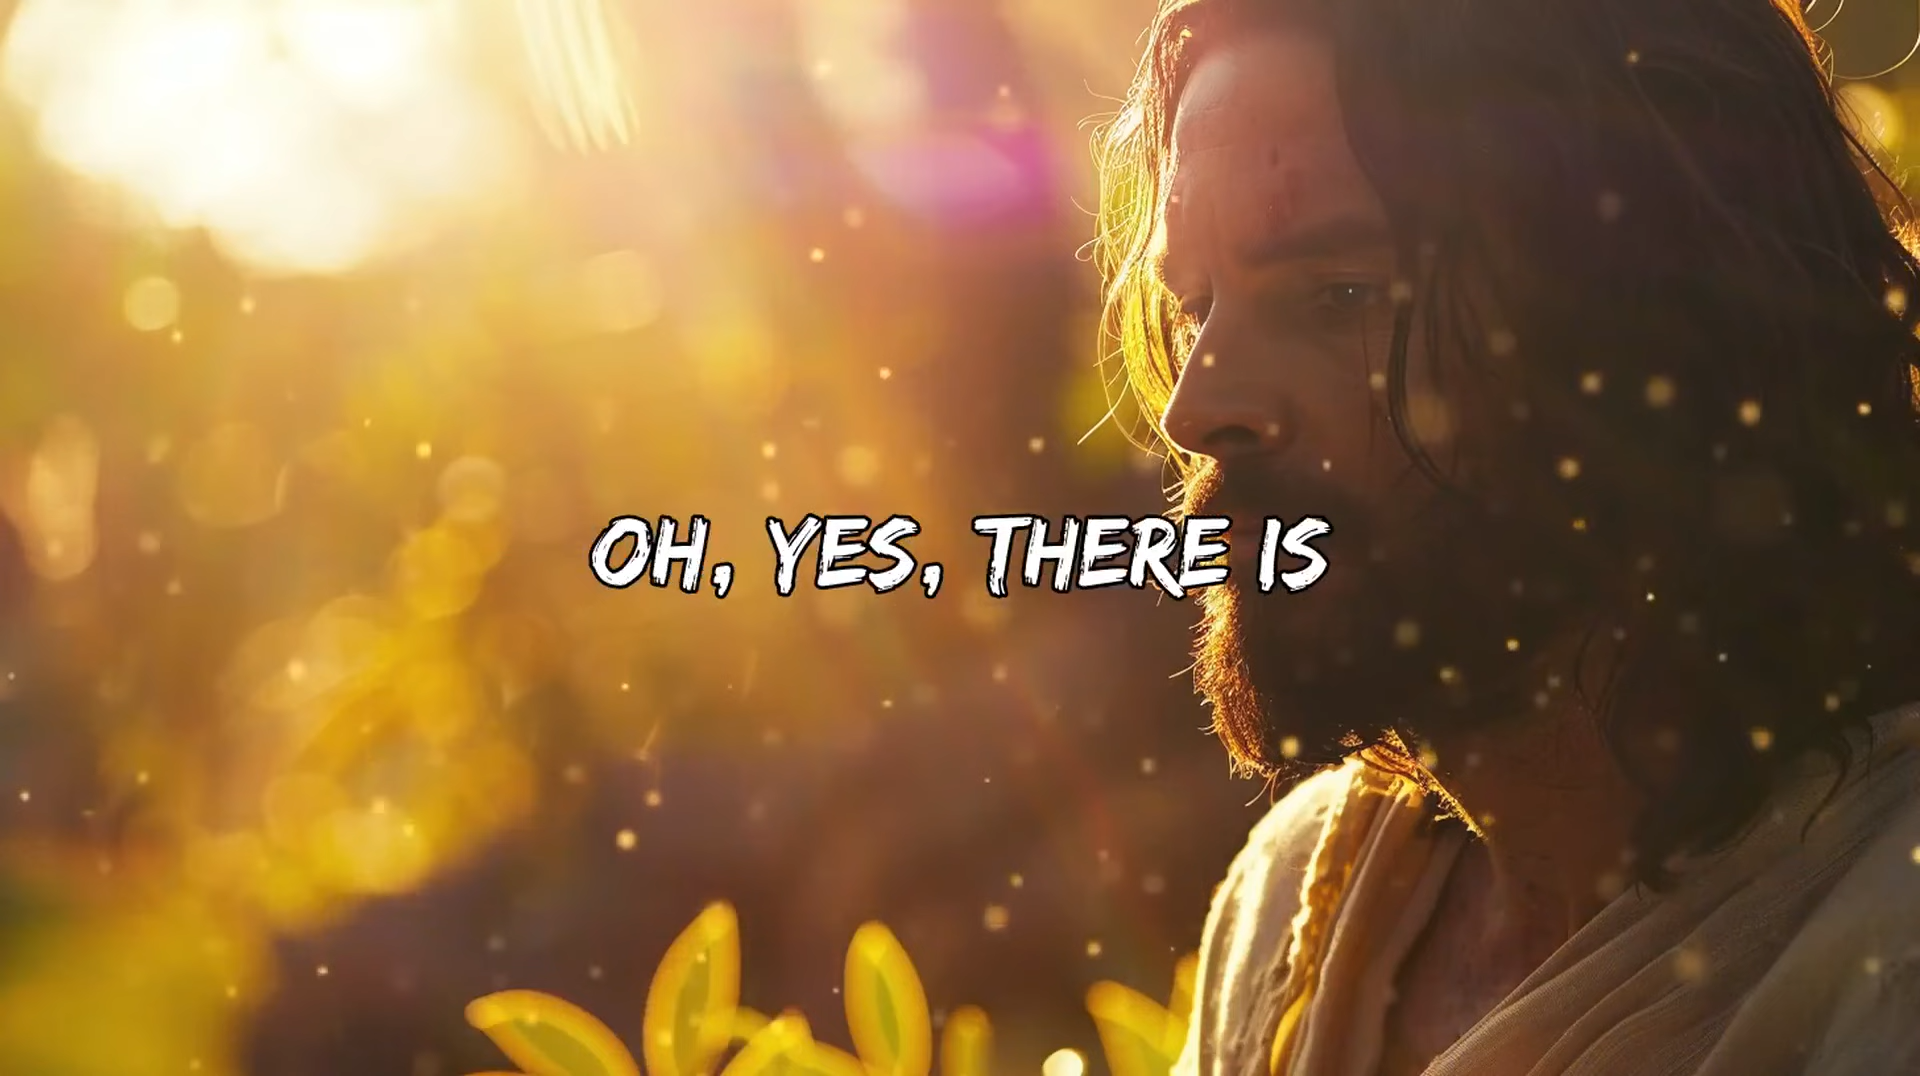 OH, YES, THERE IS